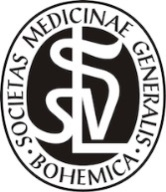 SOCIETAS MEDICINAE GENERALIS
· BOHEMICA ·
SVL